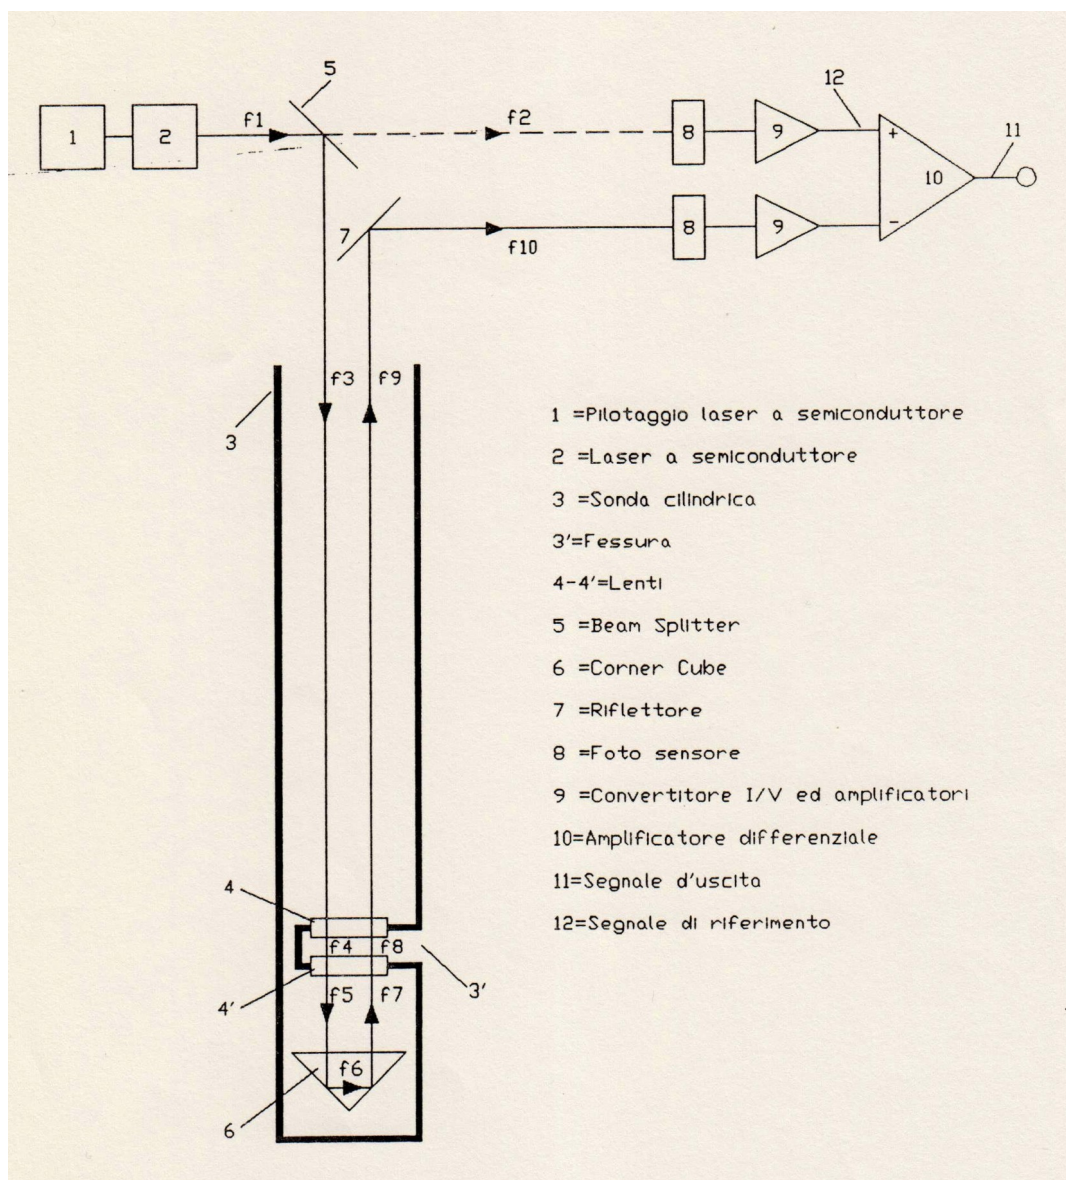 5
12
1
2
f1
f2
8
9
+
10
11
7
f10
8
9
-
3
f3
f9
1 =Pilotaggio laser a semiconduttore
2 =Laser a semiconduttore
3 =Sonda cilindrica
3'=Fessura
4-4'=Lenti
5 =Beam Splitter
6 =Corner Cube
7 =Riflettore
8 =Foto sensore
9 =Convertitore I/V ed amplificatori
10=Amplificatore differenziale
11=Segnale d'uscita
12=Segnale di riferimento
4
f4
f8
4'
f5
f7
3'
f6
6